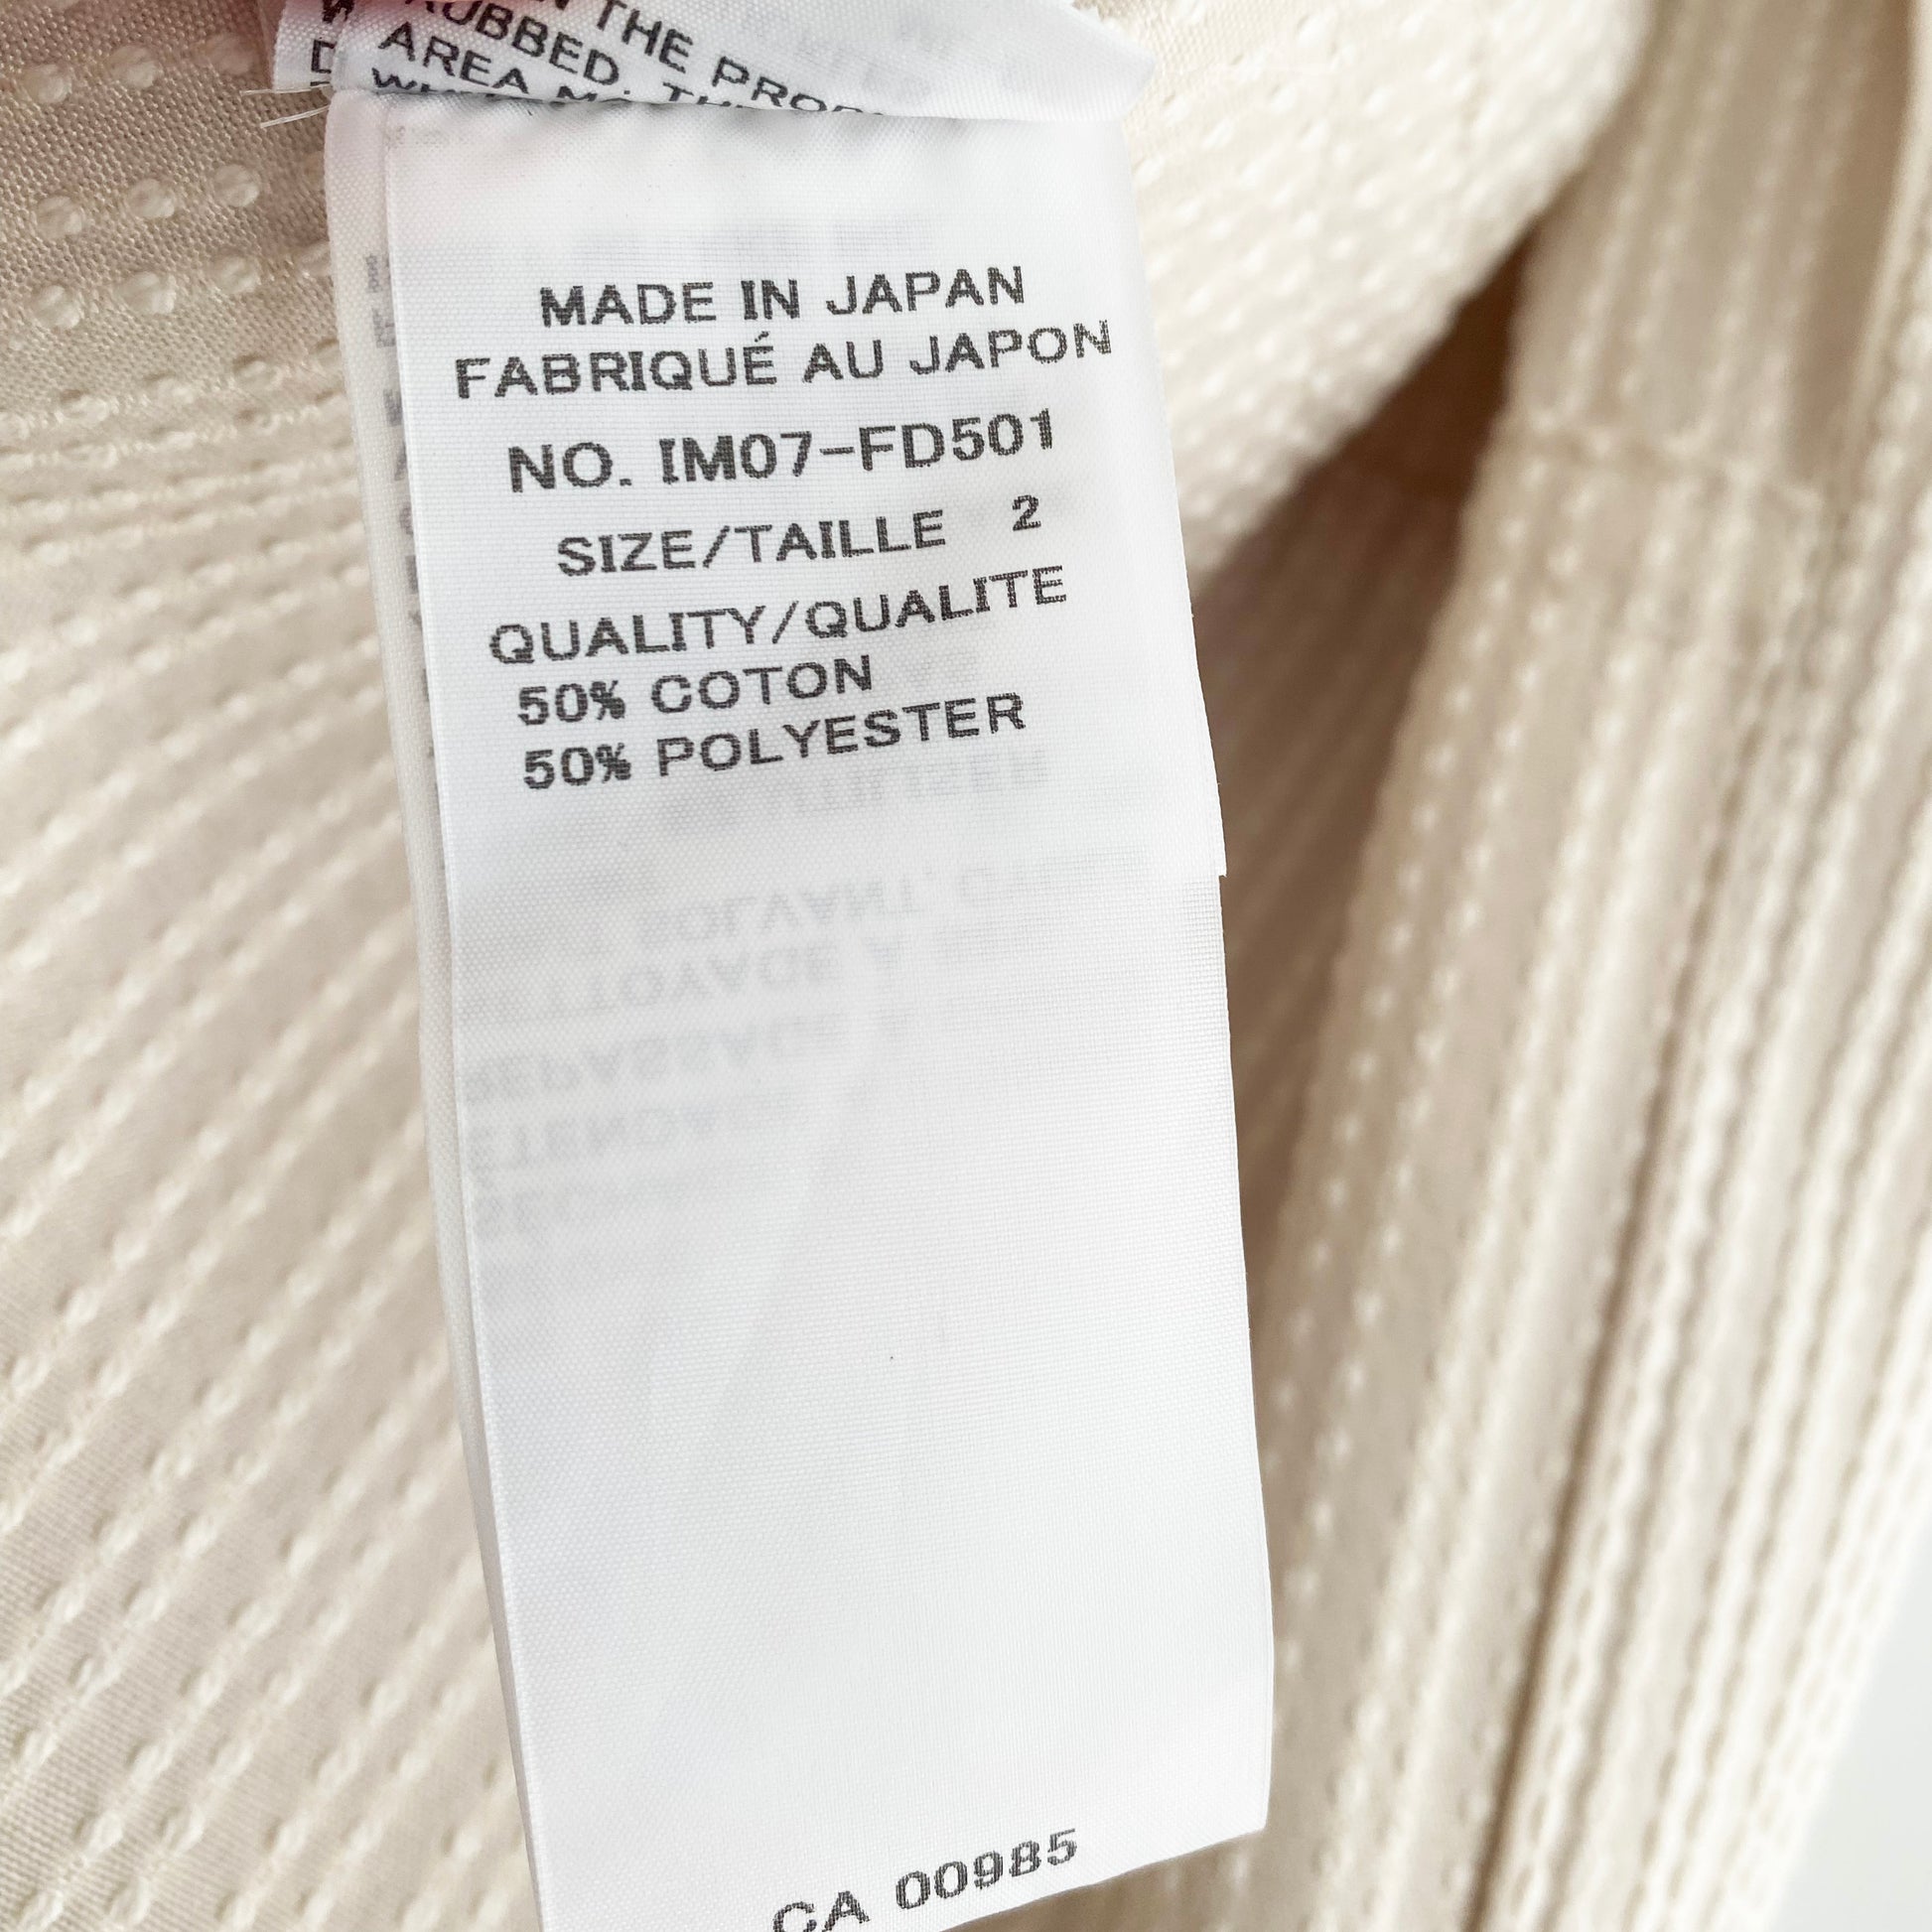 THE PROD
RUBBED. THE
AREA
MADE IN JAPAN
FABRIQUÉ AU JAPON
NO. IM07-FD501
SIZE/TAILLE 2
QUALITY/QUALITE
50% COTON
50% POLYESTER
CA 00985